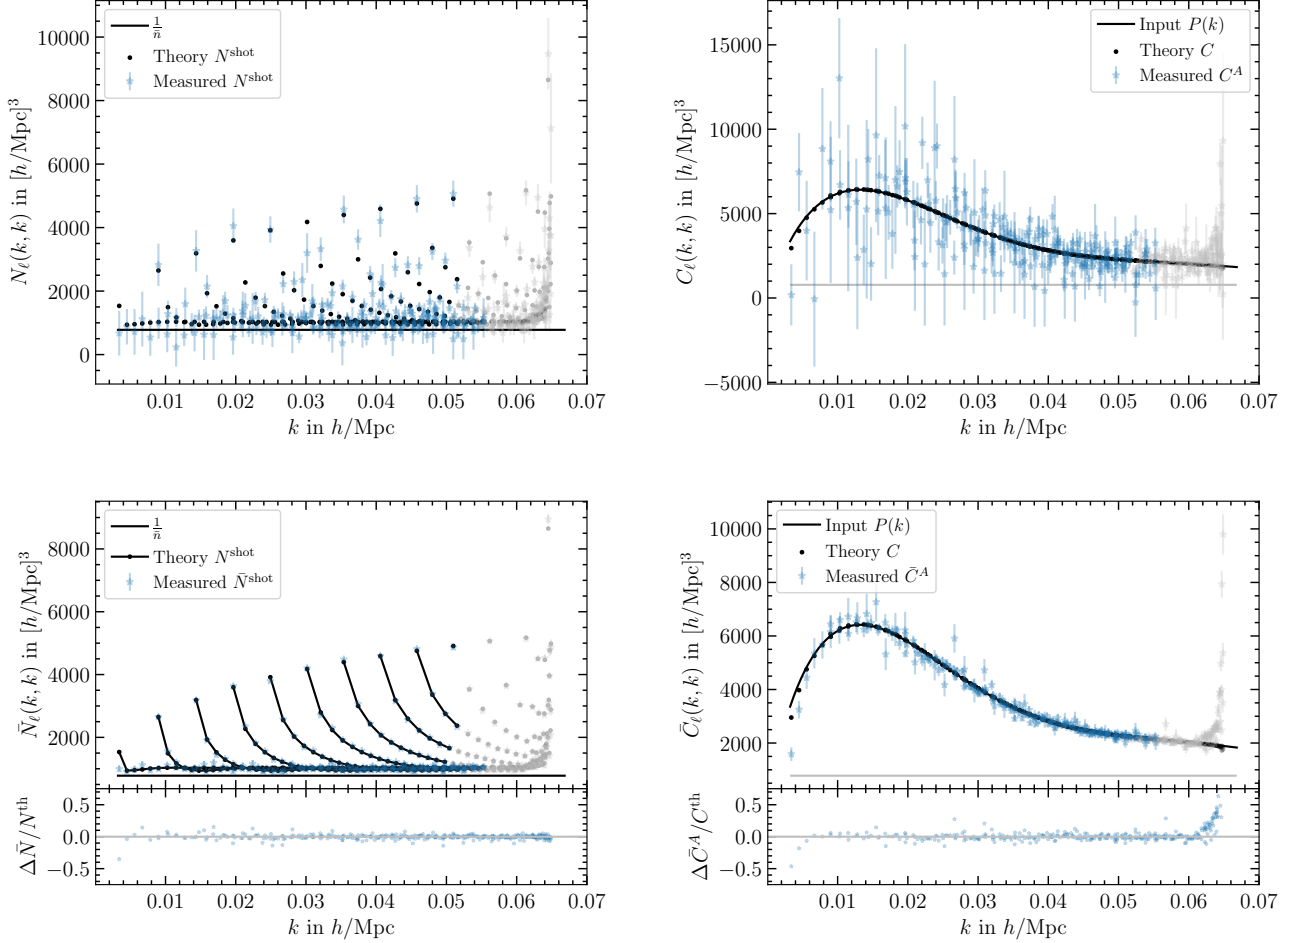 1/n̄
Theory N^shot
Measured N^shot
N_ℓ(k, k) in [h/Mpc]^3
10000
8000
6000
4000
2000
0
0.01 0.02 0.03 0.04 0.05 0.06 0.07
k in h/Mpc
Input P(k)
Theory C
Measured C^A
C_ℓ(k, k) in [h/Mpc]^3
15000
10000
5000
0
−5000
0.01 0.02 0.03 0.04 0.05 0.06 0.07
k in h/Mpc
1/n̄
Theory N^shot
Measured N̄^shot
N̄_ℓ(k, k) in [h/Mpc]^3
8000
6000
4000
2000
ΔN̄/N^th
0.5
0.0
−0.5
0.01 0.02 0.03 0.04 0.05 0.06 0.07
k in h/Mpc
Input P(k)
Theory C
Measured C̄^A
C̄_ℓ(k, k) in [h/Mpc]^3
10000
8000
6000
4000
2000
ΔC̄^A/C^th
0.5
0.0
−0.5
0.01 0.02 0.03 0.04 0.05 0.06 0.07
k in h/Mpc